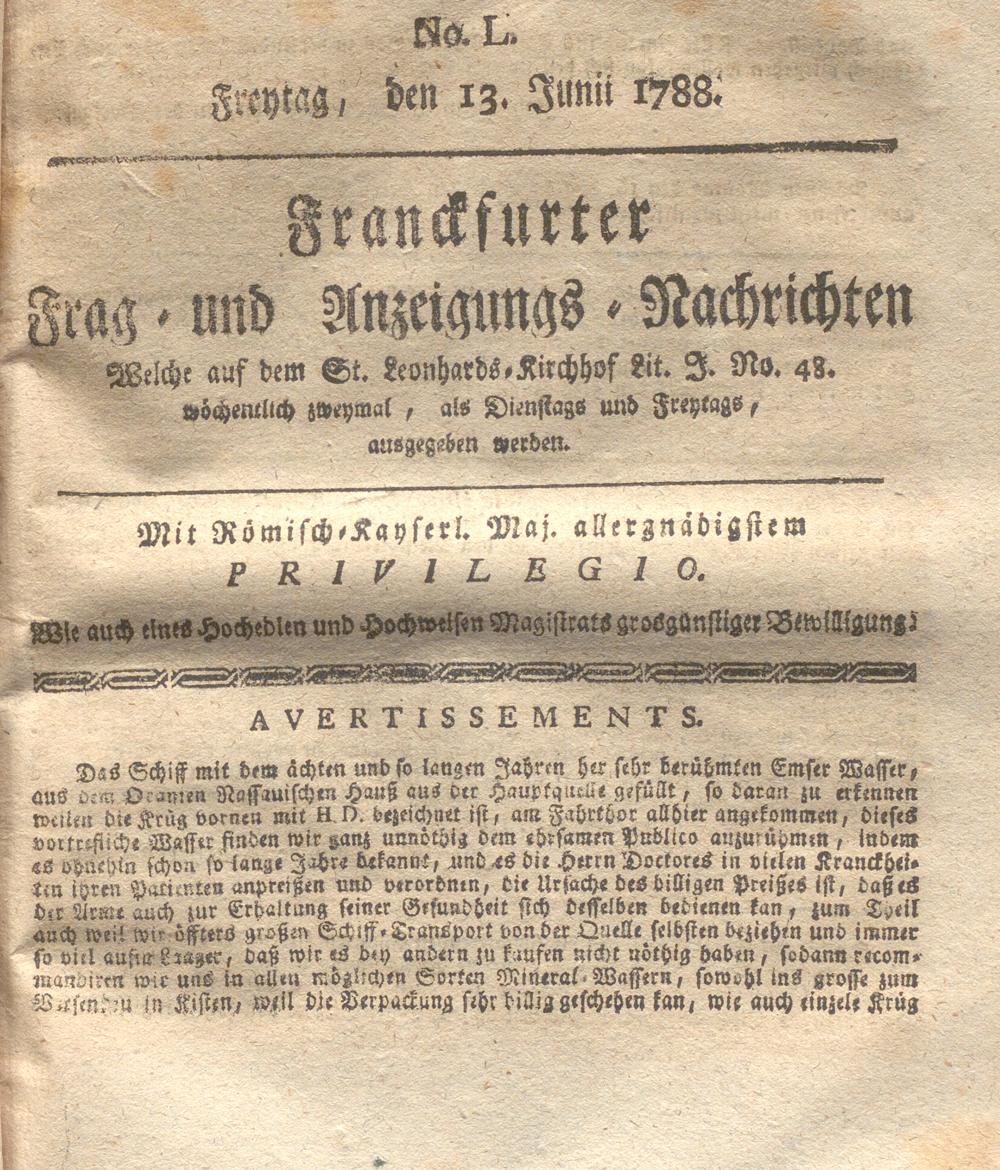 No. L.
Freytag, den 13. Junii 1788.
Franckfurter
Frag- und Anzeigungs-Nachrichten
Welche auf dem St. Leonhards-Kirchhof Lit. J. No. 48.
wöchentlich zweymal, als Dienstags und Freytags,
ausgegeben werden.
Mit Römisch-Kayserl. Maj. allergnädigstem
PRIVILEGIO.
Wie auch eines Hochedlen und Hochweisen Magistrats grosgünstiger Bewilligung.
AVERTISSEMENTS.
Das Schiff mit dem ächten und so langen Jahren her sehr berühmten Emser Wasser,
aus dem Oranien Nassauischen Hauß aus der Hauptquelle gefüllt, so daran zu erkennen
weilen die Krüg vornen mit H D. bezeichnet ist, am Fahrthor allhier angekommen, dieses
vortrefliche Wasser finden wir ganz unnöthig dem ehrsamen Publico anzurühmen, indem
es ohnehin schon so lange Jahre bekannt, und es die Herrn Doctores in vielen Kranckhei-
ten ihren Patienten anpreißen und verordnen, die Ursache des billigen Preißes ist, daß es
der Arme auch zur Erhaltung seiner Gesundheit sich desselben bedienen kan, zum Theil
auch weil wir öffters großen Schiff-Transport von der Quelle selbsten beziehen und immer
so viel aufm Laager, daß wir es bey andern zu kaufen nicht nöthig haben, sodann recom-
mandiren wir uns in allen möglichen Sorten Mineral-Wassern, sowohl ins grosse zum
Versenden in Kisten, weil die Verpackung sehr billig geschehen kan, wie auch einzele Krüg